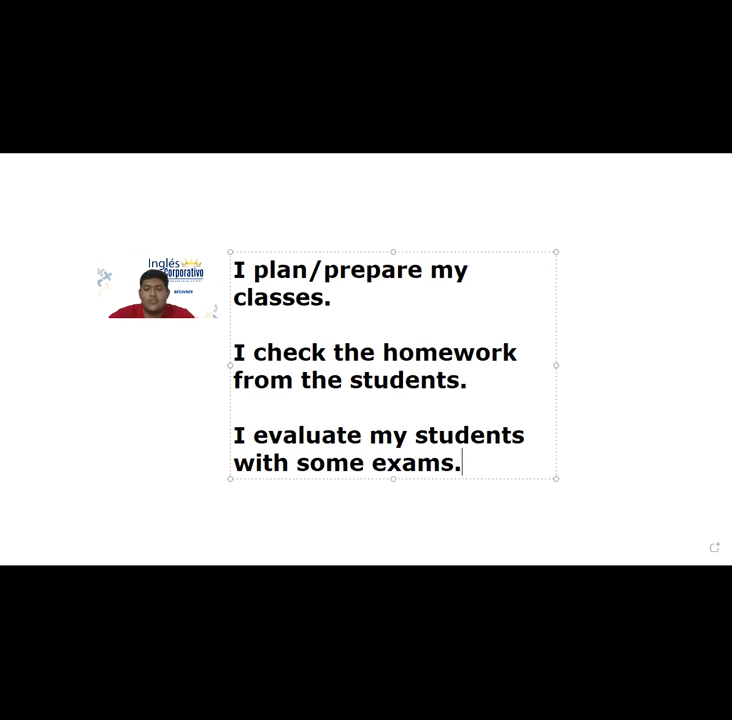 Inglés
Corporativo
BEGINNER
I plan/prepare my
classes.
I check the homework
from the students.
I evaluate my students
with some exams.